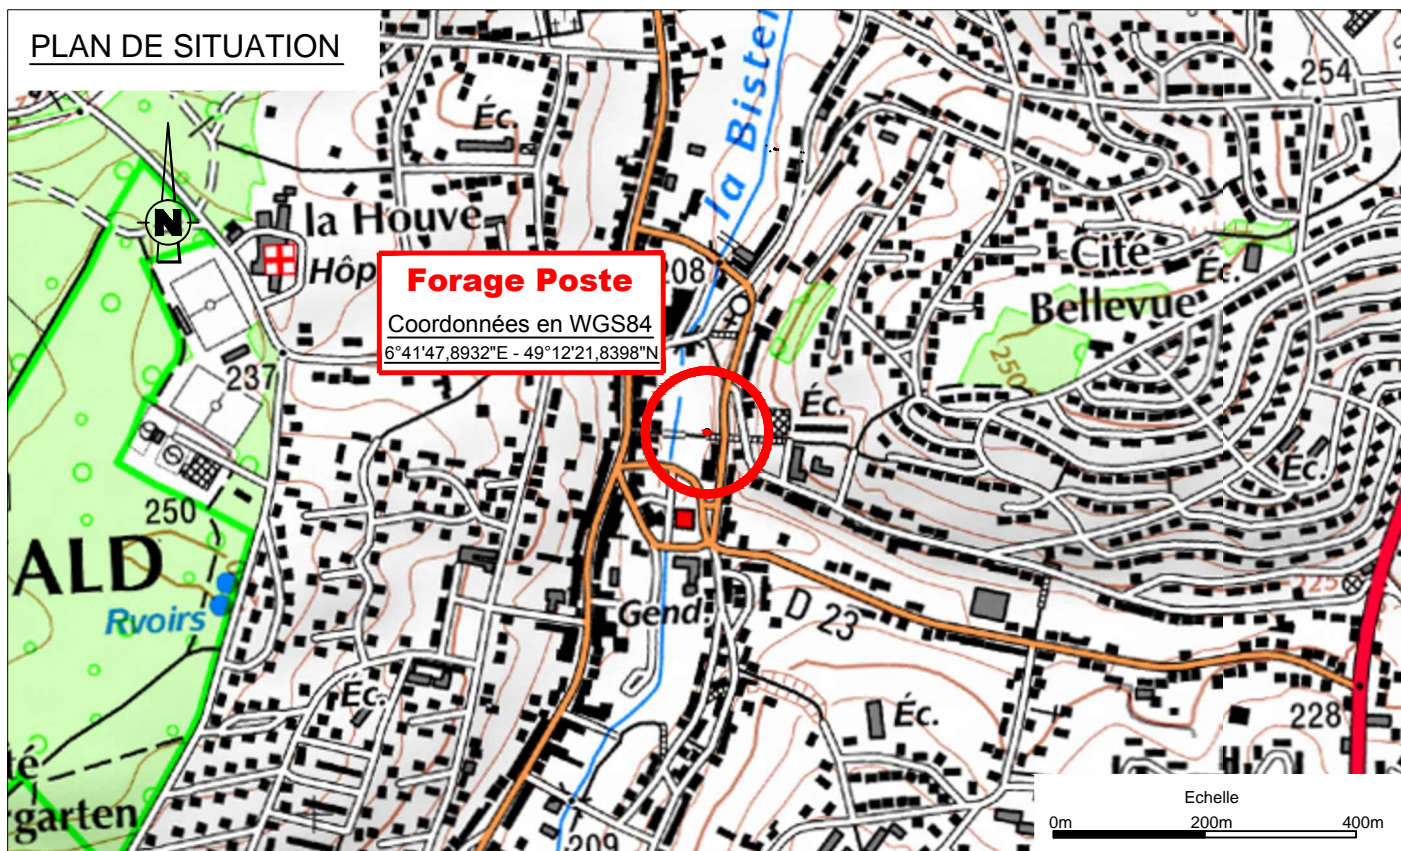 PLAN DE SITUATION
N
Éc.
la Bister
254
la Houve
Hôp
Forage Poste
Coordonnées en WGS84
6°41'47,8932"E - 49°12'21,8398"N
208
Cité
Bellevue
Éc.
250
237
Éc.
Éc.
250
ALD
Rvoirs
225
Gend.
D 23
Éc.
Éc.
228
té
rgarten
209
Echelle
0m 200m 400m